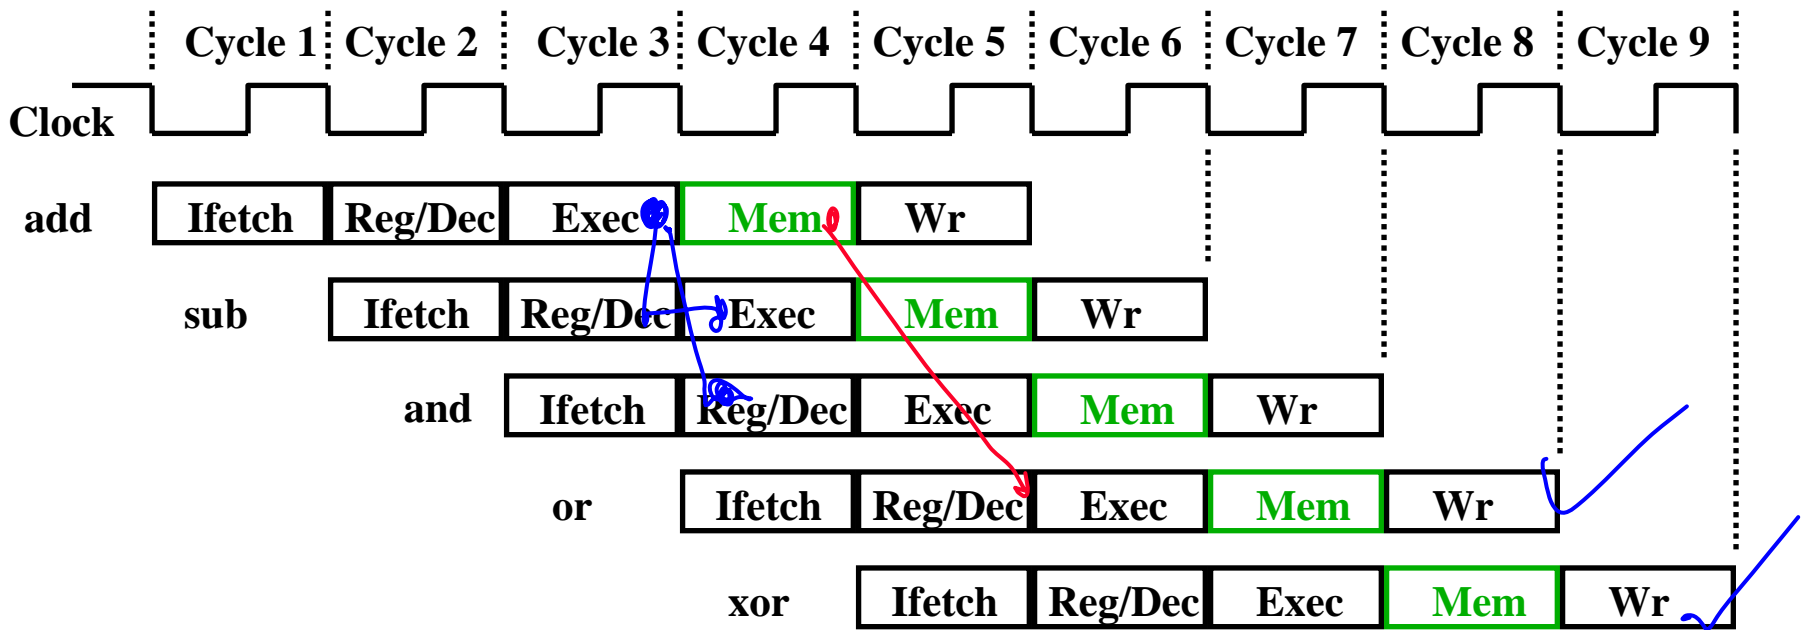 Cycle 1 Cycle 2 Cycle 3 Cycle 4 Cycle 5 Cycle 6 Cycle 7 Cycle 8 Cycle 9
Clock
add Ifetch Reg/Dec Exec Mem Wr
sub Ifetch Reg/Dec Exec Mem Wr
and Ifetch Reg/Dec Exec Mem Wr
or Ifetch Reg/Dec Exec Mem Wr
xor Ifetch Reg/Dec Exec Mem Wr